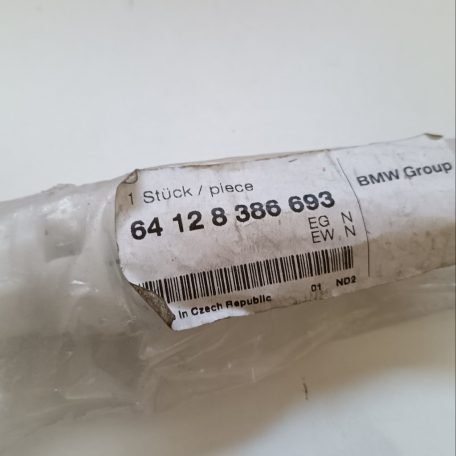 1 Stück / piece
BMW Group
64 12 8 386 693
EG N
EW N
in Czech Republic 01 ND2